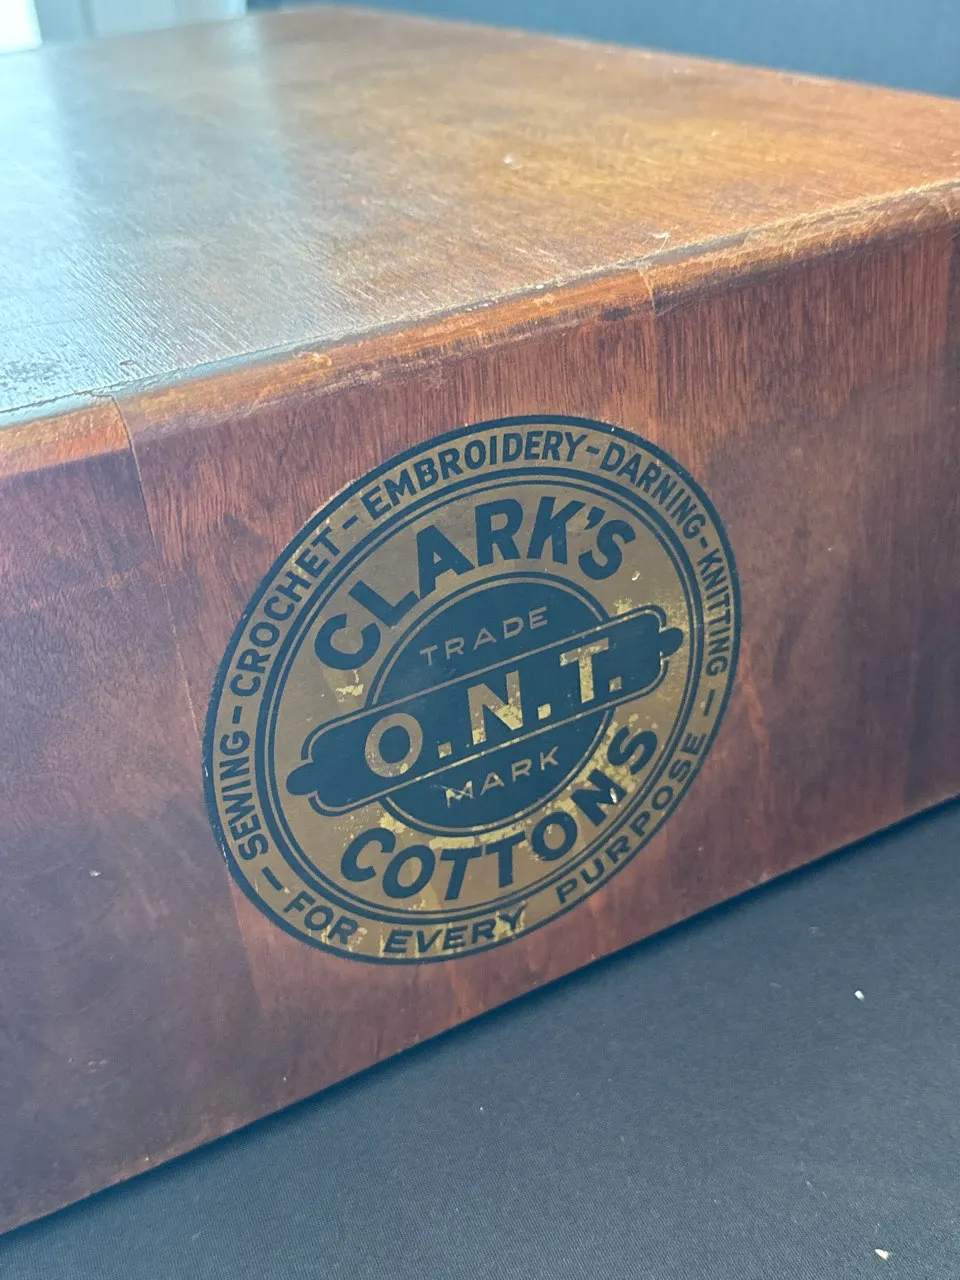 SEWING-CROCHET-EMBROIDERY-DARNING-KNITTING
CLARK'S
TRADE
O.N.T.
MARK
COTTONS
— FOR EVERY PURPOSE —